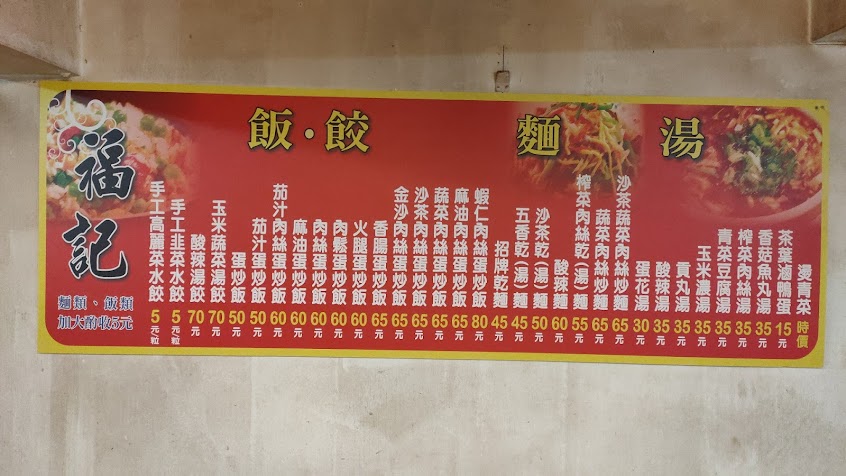 福記
麵類、飯類
加大酌收5元
飯·餃
手工高麗菜水餃 5元/粒
手工韭菜水餃 5元/粒
酸辣湯餃 70元
玉米蔬菜湯餃 70元
蛋炒飯 50元
茄汁蛋炒飯 50元
茄汁肉絲蛋炒飯 60元
麻油蛋炒飯 60元
肉絲蛋炒飯 60元
肉鬆蛋炒飯 60元
火腿蛋炒飯 60元
香腸蛋炒飯 65元
金沙肉絲蛋炒飯 65元
沙茶肉絲蛋炒飯 65元
蔬菜肉絲蛋炒飯 65元
麻油肉絲蛋炒飯 65元
蝦仁肉絲蛋炒飯 80元
麵
招牌乾麵 45元
五香乾(湯)麵 45元
沙茶乾(湯)麵 50元
酸辣麵 60元
榨菜肉絲乾(湯)麵 55元
蔬菜肉絲炒麵 65元
沙茶蔬菜肉絲炒麵 65元
湯
蛋花湯 30元
酸辣湯 35元
貢丸湯 35元
玉米濃湯 35元
青菜豆腐湯 35元
榨菜肉絲湯 35元
香菇魚丸湯 35元
茶葉滷鴨蛋 15元
燙青菜 時價